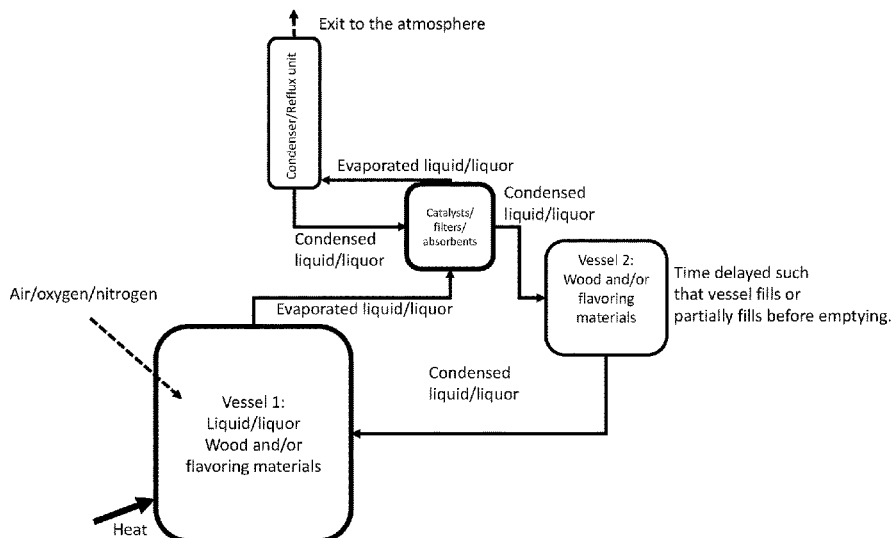 Exit to the atmosphere
Condenser/Reflux unit
Evaporated liquid/liquor
Condensed
liquid/liquor
Catalysts/
filters/
absorbents
Condensed
liquid/liquor
Vessel 2:
Wood and/or
flavoring
materials
Time delayed such
that vessel fills or
partially fills before emptying.
Air/oxygen/nitrogen
Evaporated liquid/liquor
Condensed
liquid/liquor
Vessel 1:
Liquid/liquor
Wood and/or
flavoring materials
Heat